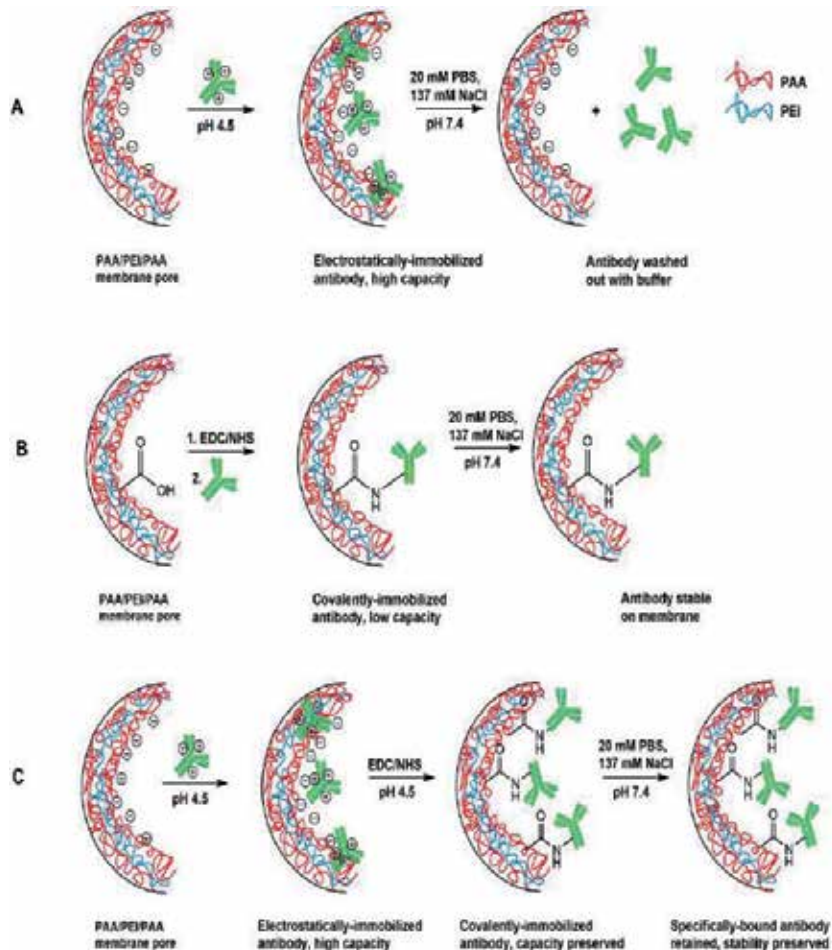 A
pH 4.5
20 mM PBS,
137 mM NaCl
pH 7.4
+
PAA
PEI
PAA/PEI/PAA
membrane pore
Electrostatically-immobilized
antibody, high capacity
Antibody washed
out with buffer
B
O
OH
1. EDC/NHS
2.
O
N
H
20 mM PBS,
137 mM NaCl
pH 7.4
O
N
H
PAA/PEI/PAA
membrane pore
Covalently-immobilized
antibody, low capacity
Antibody stable
on membrane
C
pH 4.5
EDC/NHS
pH 4.5
O
N
H
O
N
H
O
N
H
20 mM PBS,
137 mM NaCl
pH 7.4
O
N
H
O
N
H
O
N
H
PAA/PEI/PAA
membrane pore
Electrostatically-immobilized
antibody, high capacity
Covalently-immobilized
antibody, capacity preserved
Specifically-bound antibody
retained, stability preserved